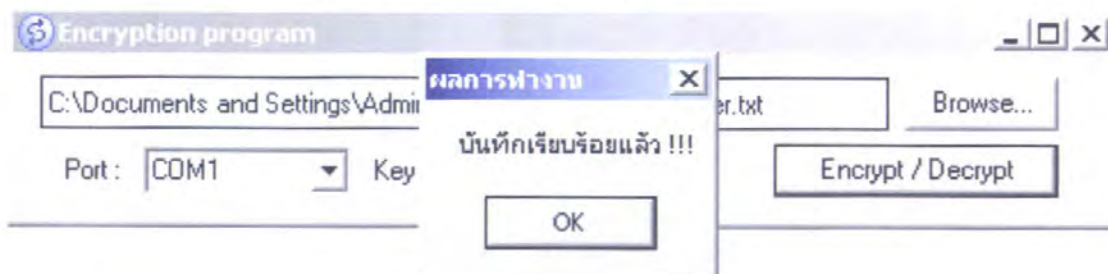 Encryption program
ผลการทำงาน
C:\Documents and Settings\Admi
er.txt
Browse...
บันทึกเรียบร้อยแล้ว !!!
Port :
COM1
Key
Encrypt / Decrypt
OK